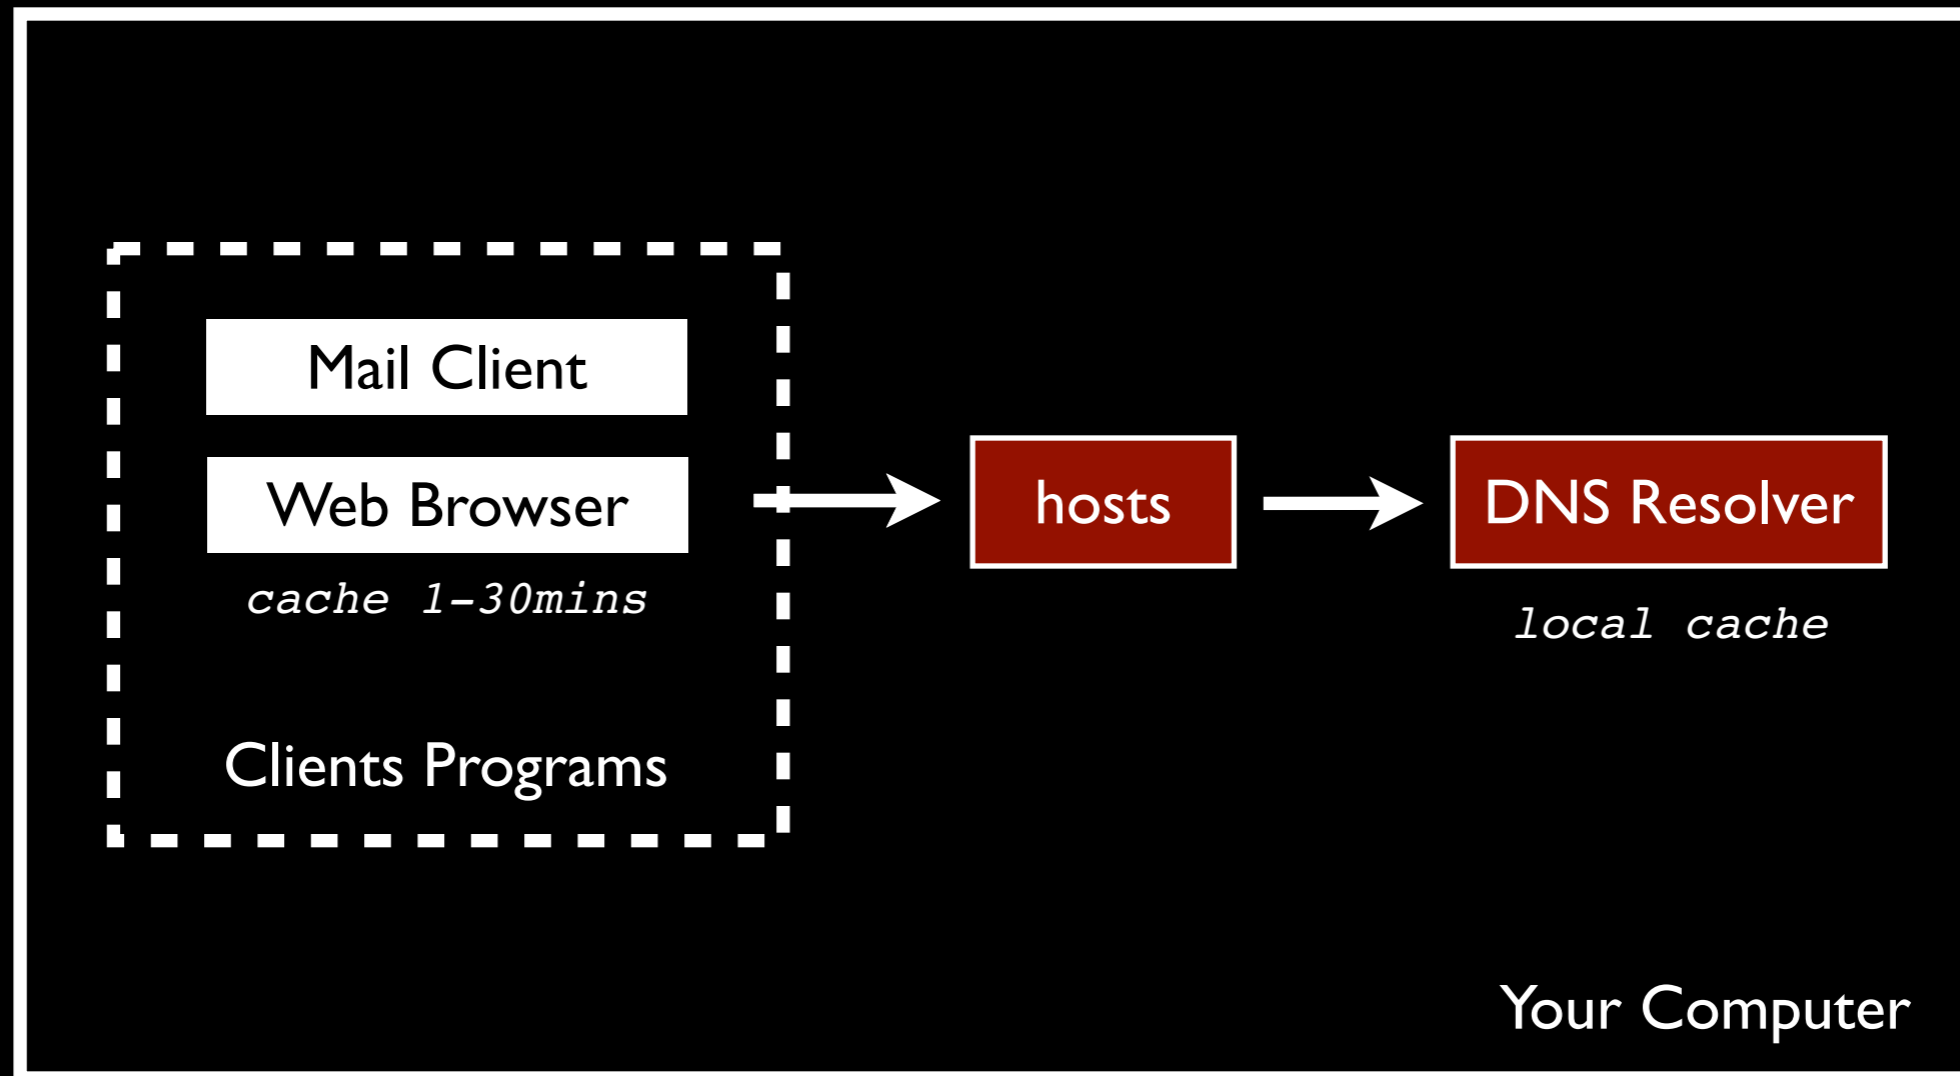 Mail Client
Web Browser
cache 1-30mins
Clients Programs
hosts
DNS Resolver
local cache
Your Computer